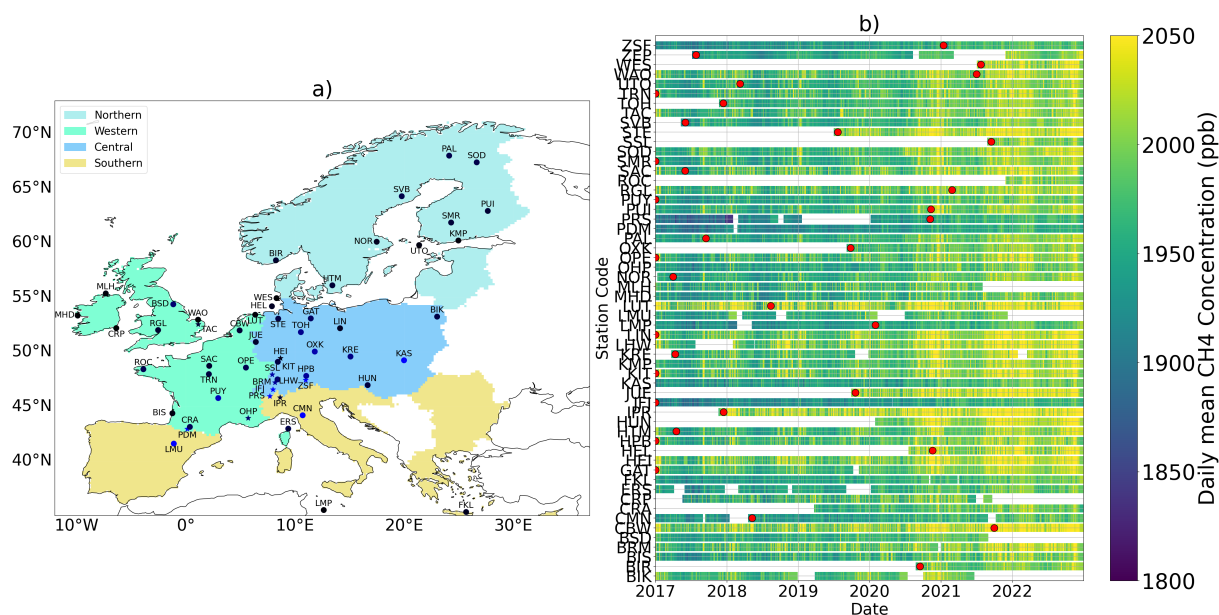 a)
Northern
Western
Central
Southern
70°N
65°N
60°N
55°N
50°N
45°N
40°N
10°W
0°
10°E
20°E
30°E
PAL
SOD
SVB
PUI
SMR
KMP
NOR
UTO
BIR
HTM
MLH
WES
HEL
BSD
GAT
BIK
MHD
WAO
LUT
TAC
CBW
STE
TOH
LIN
CRP
RGL
JUE
OXK
KRE
HEI
KAS
ROC
SAC
OPE
KIT
SSL
HPB
TRN
BRM
LHW
ZSF
HUN
PUY
JFJ
PRS
IPR
BIS
OHP
CMN
CRA
ERS
PDM
LMU
LMP
FKL
b)
Station Code
ZSF
ZEP
WES
WAO
UTO
TRN
TOH
TAC
SVB
STE
SSL
SOD
SMR
SAC
ROC
RGL
PUY
PUI
PRS
PDM
PAL
OXK
OPE
OHP
NOR
MLH
MHD
LMU
LMP
LHW
KRE
KMP
KIT
KAS
JUE
JFJ
IPR
HUN
HTM
HPB
HEL
HEI
GAT
FKL
ERS
CRP
CRA
CMN
CBW
BSD
BRM
BIS
BIR
BIK
2017
2018
2019
2020
2021
2022
Date
2050
2000
1950
1900
1850
1800
Daily mean CH4 Concentration (ppb)